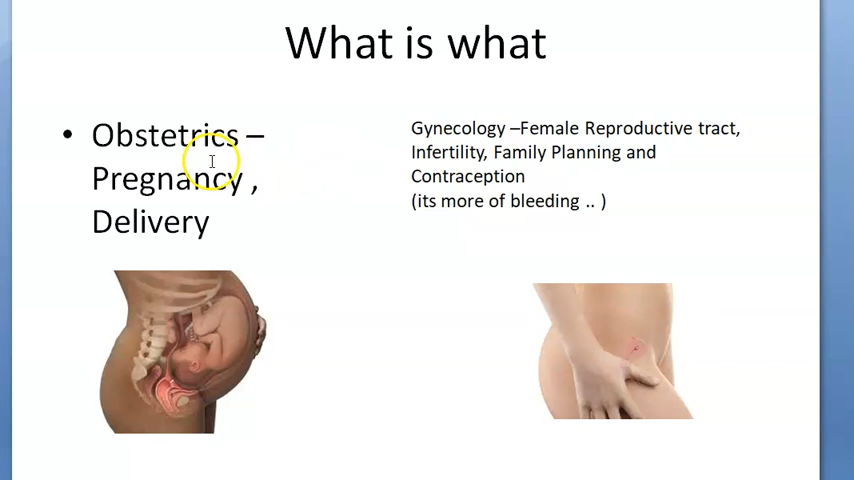 What is what
• Obstetrics –
Pregnancy ,
Delivery
Gynecology –Female Reproductive tract,
Infertility, Family Planning and
Contraception
(its more of bleeding .. )